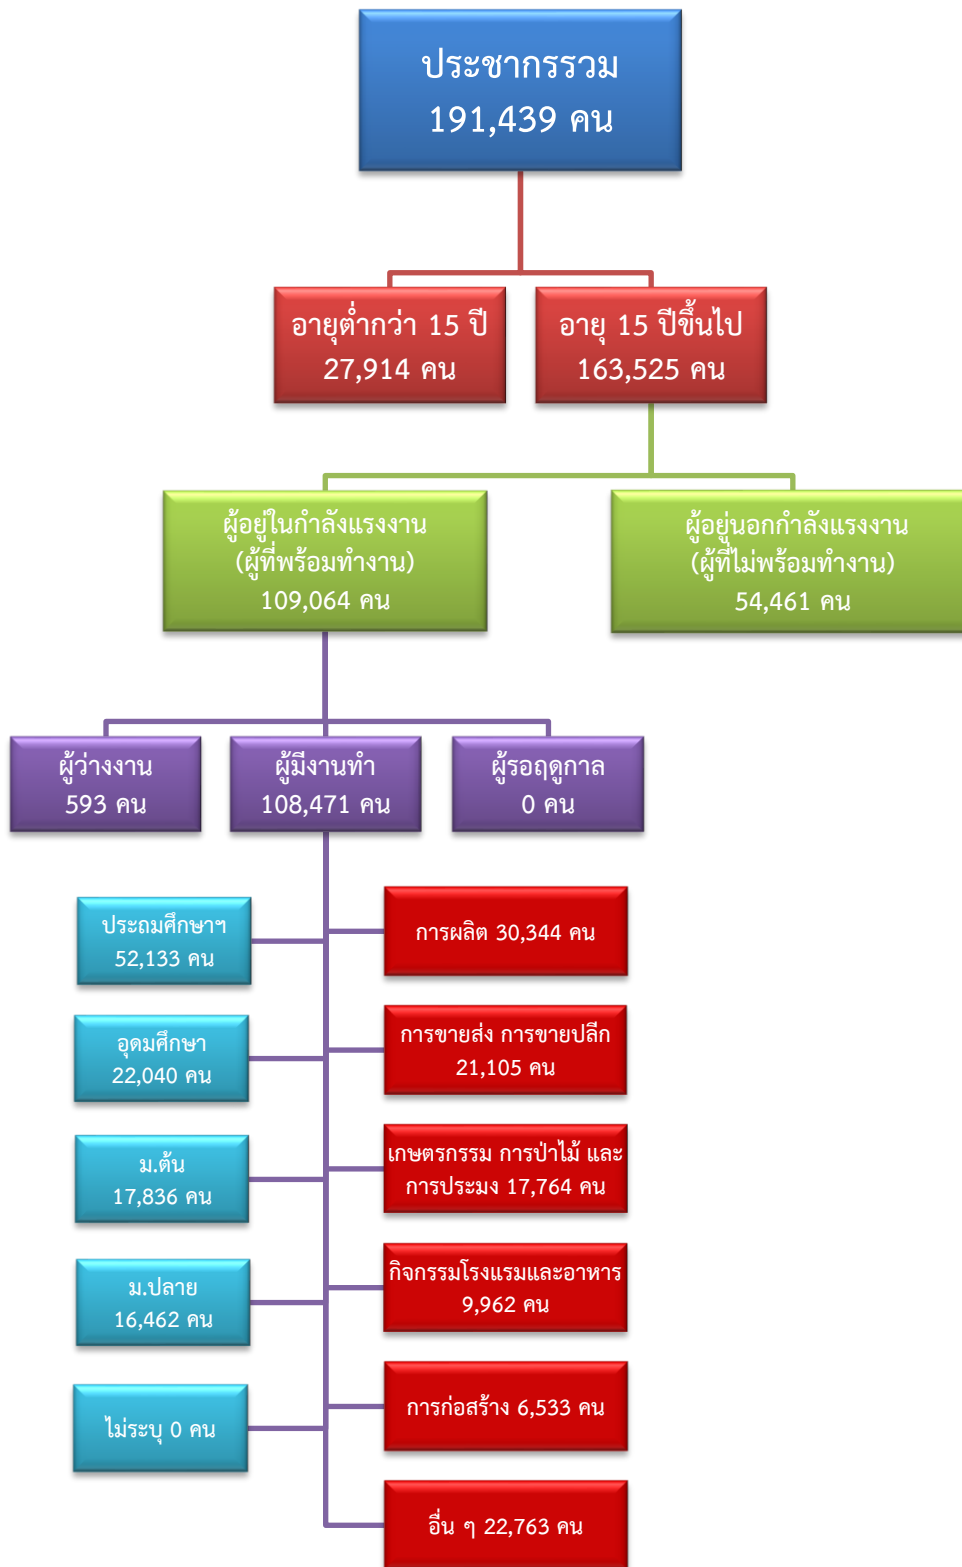 ประชากรรวม
191,439 คน
อายุต่ำกว่า 15 ปี
27,914 คน
อายุ 15 ปีขึ้นไป
163,525 คน
ผู้อยู่ในกำลังแรงงาน
(ผู้ที่พร้อมทำงาน)
109,064 คน
ผู้อยู่นอกกำลังแรงงาน
(ผู้ที่ไม่พร้อมทำงาน)
54,461 คน
ผู้ว่างงาน
593 คน
ผู้มีงานทำ
108,471 คน
ผู้รอฤดูกาล
0 คน
ประถมศึกษาฯ
52,133 คน
การผลิต 30,344 คน
อุดมศึกษา
22,040 คน
การขายส่ง การขายปลีก
21,105 คน
ม.ต้น
17,836 คน
เกษตรกรรม การป่าไม้ และ
การประมง 17,764 คน
ม.ปลาย
16,462 คน
กิจกรรมโรงแรมและอาหาร
9,962 คน
ไม่ระบุ 0 คน
การก่อสร้าง 6,533 คน
อื่น ๆ 22,763 คน